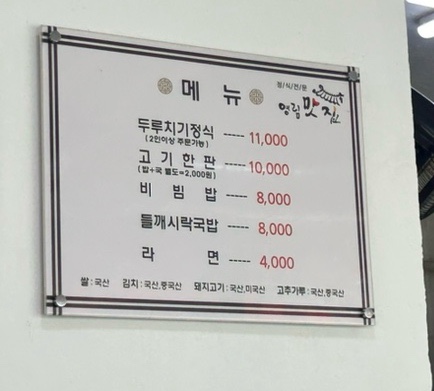 메뉴
정/식/전/문
영림맛집
두루치기정식 ----- 11,000
(2인이상 주문가능)
고기한판 ----- 10,000
(밥+국 별도=2,000원)
비빔밥 ----- 8,000
들깨시락국밥 ----- 8,000
라면 ----- 4,000
쌀:국산 김치:국산,중국산 돼지고기:국산,미국산 고추가루:국산,중국산